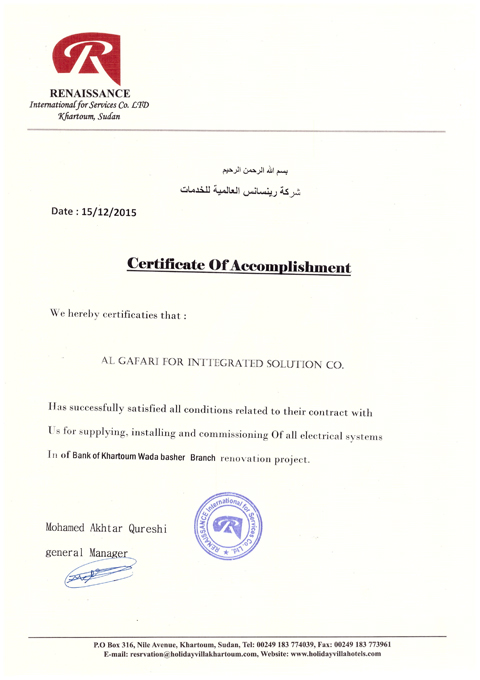 RENAISSANCE
International for Services Co. LTD
Khartoum, Sudan
بسم الله الرحمن الرحيم
شركة رينسانس العالمية للخدمات
Date : 15/12/2015
Certificate Of Accomplishment
We hereby certificaties that :
AL GAFARI FOR INTTEGRATED SOLUTION CO.
Has successfully satisfied all conditions related to their contract with
Us for supplying, installing and commissioning Of all electrical systems
In of Bank of Khartoum Wada basher Branch renovation project.
Mohamed Akhtar Qureshi
general Manager
RENAISSANCE International for Services Co. Ltd.
P.O Box 316, Nile Avenue, Khartoum, Sudan, Tel: 00249 183 774039, Fax: 00249 183 773961
E-mail: resrvation@holidayvillakhartoum.com, Website: www.holidayvillahotels.com